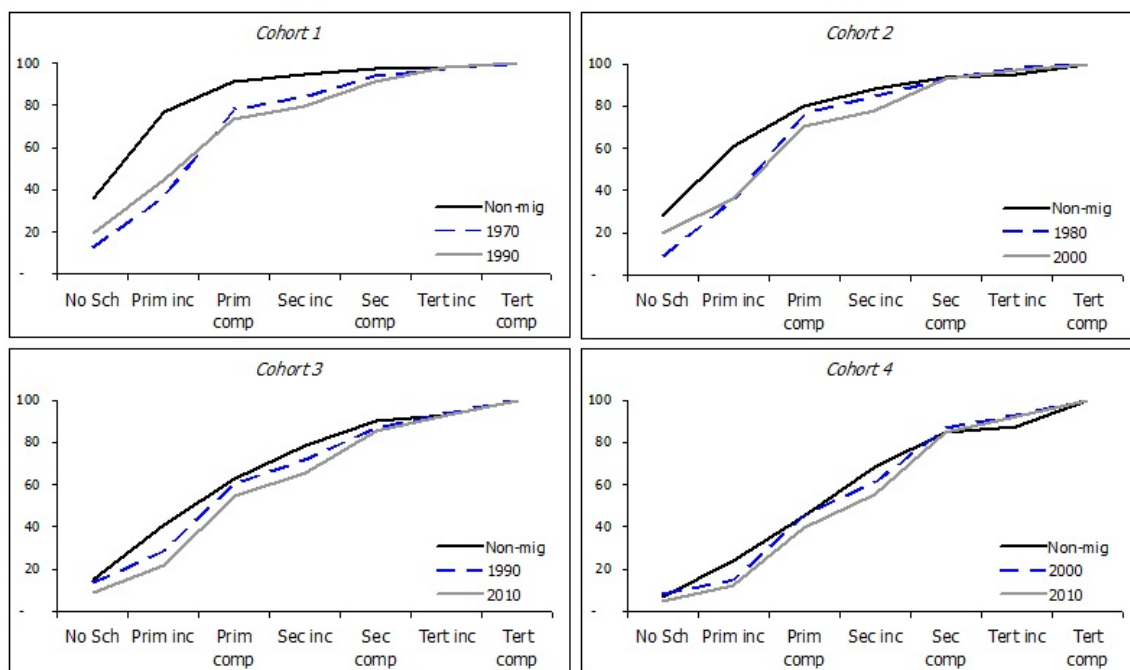 Cohort 1
100
80
60
40
20
-
Non-mig
1970
1990
No Sch Prim inc Prim comp Sec inc Sec comp Tert inc Tert comp
Cohort 2
100
80
60
40
20
-
Non-mig
1980
2000
No Sch Prim inc Prim comp Sec inc Sec comp Tert inc Tert comp
Cohort 3
100
80
60
40
20
-
Non-mig
1990
2010
No Sch Prim inc Prim comp Sec inc Sec comp Tert inc Tert comp
Cohort 4
100
80
60
40
20
-
Non-mig
2000
2010
No Sch Prim inc Prim comp Sec inc Sec comp Tert inc Tert comp